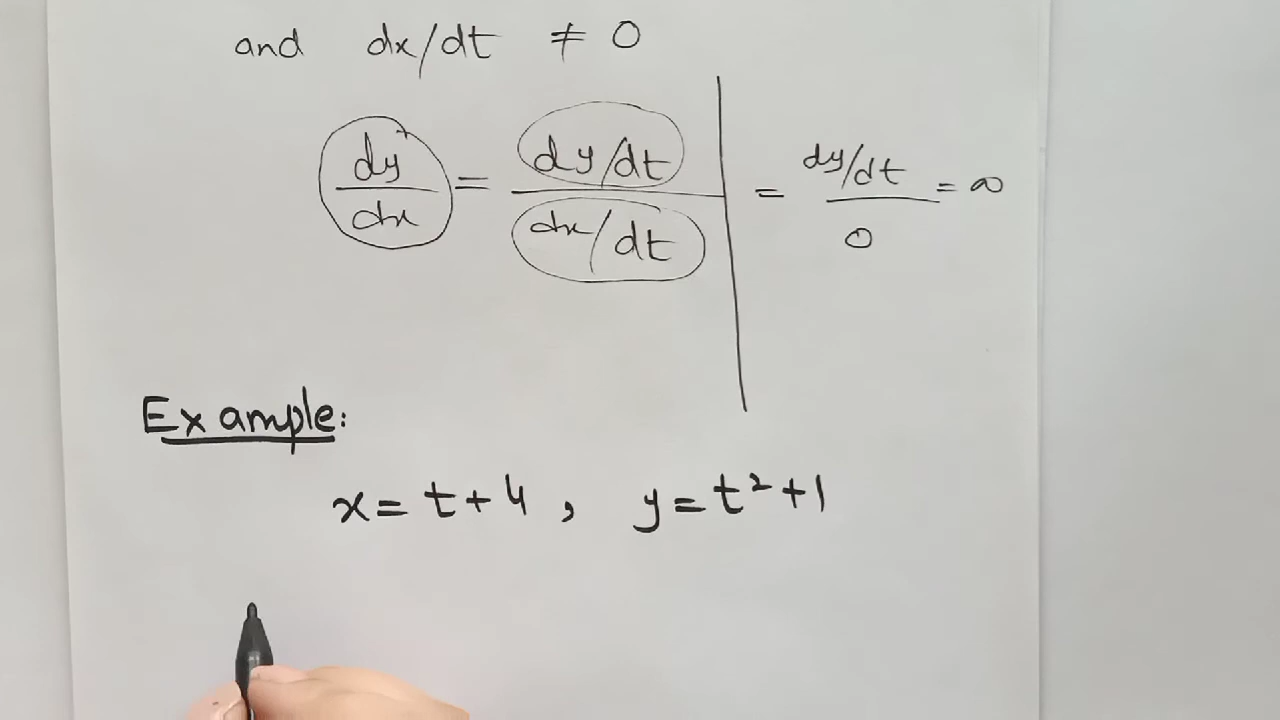 and dx/dt ≠ 0
dy/dx = (dy/dt)/(dx/dt) | = (dy/dt)/0 = ∞
Example:
x = t + 4 , y = t² + 1